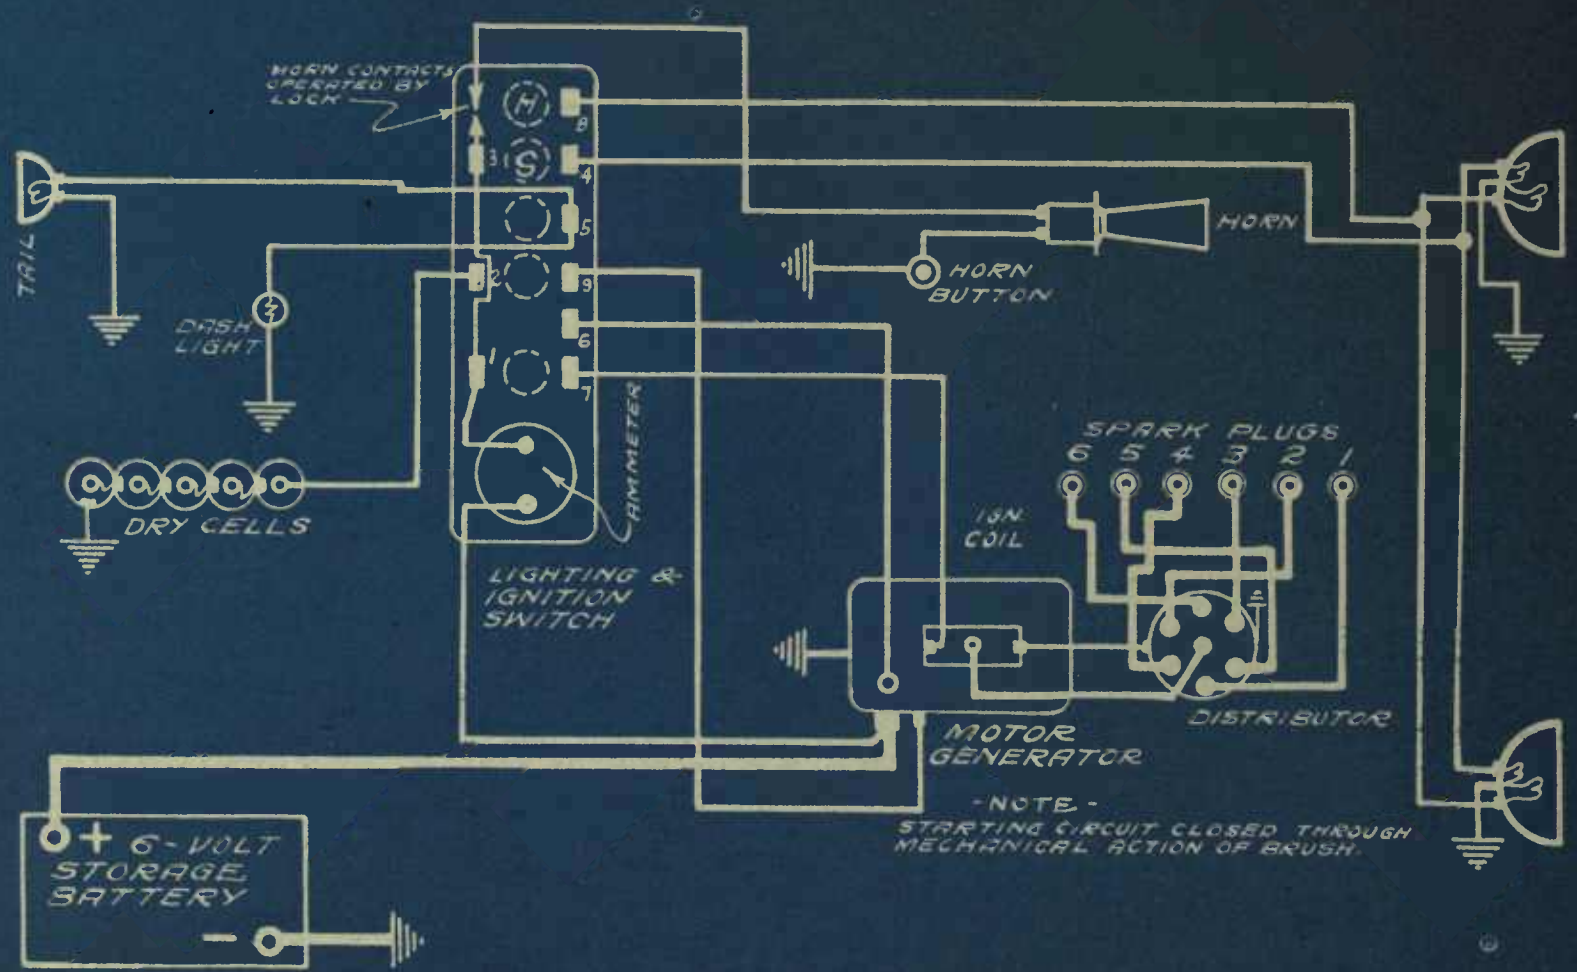 HORN CONTACTS
OPERATED BY
LOCK
H
8
3
S
4
5
2
9
6
1
7
TAIL
DASH
LIGHT
HORN
HORN
BUTTON
AMMETER
DRY CELLS
LIGHTING &
IGNITION
SWITCH
SPARK PLUGS
6 5 4 3 2 1
IGN
COIL
DISTRIBUTOR
MOTOR
GENERATOR
- NOTE -
STARTING CIRCUIT CLOSED THROUGH
MECHANICAL ACTION OF BRUSH.
+ 6-VOLT
STORAGE
BATTERY
-